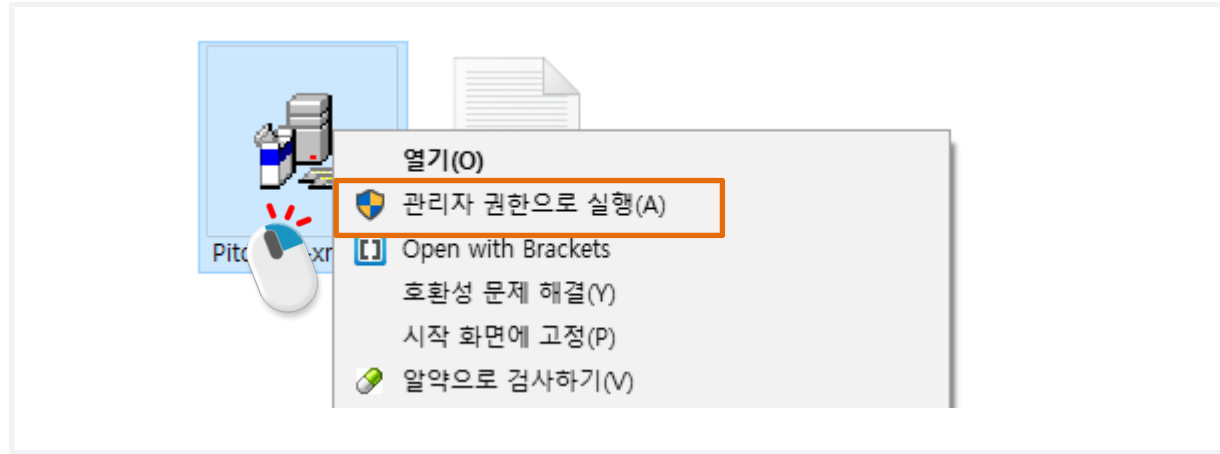 열기(O)
관리자 권한으로 실행(A)
Open with Brackets
호환성 문제 해결(Y)
시작 화면에 고정(P)
알약으로 검사하기(V)